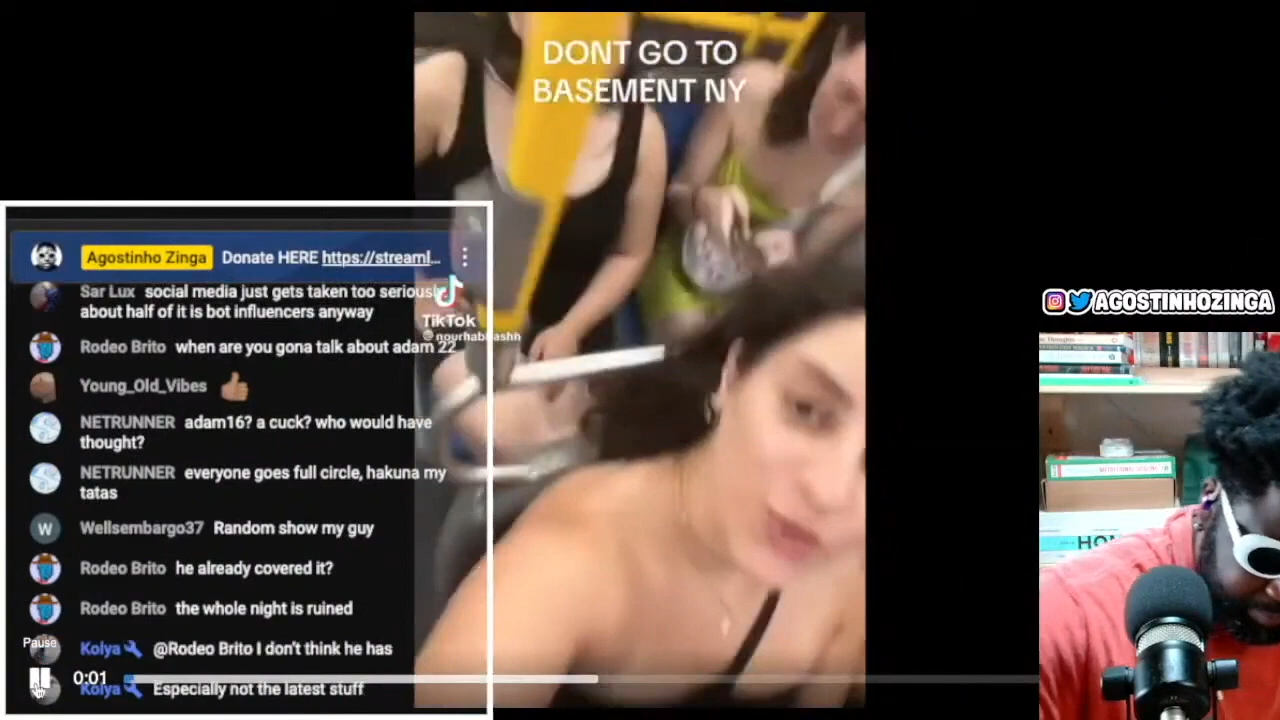 DONT GO TO
BASEMENT NY
Agostinho Zinga Donate HERE https://streaml...
Sar Lux social media just gets taken too seriously
about half of it is bot influencers anyway
TikTok
Rodeo Brito when are you gona talk about adam 22
Young_Old_Vibes
NETRUNNER adam16? a cuck? who would have
thought?
NETRUNNER everyone goes full circle, hakuna my
tatas
W Wellsembargo37 Random show my guy
Rodeo Brito he already covered it?
Rodeo Brito the whole night is ruined
Pause
Kolya @Rodeo Brito I don't think he has
0:01
Kolya Especially not the latest stuff
AGOSTINHOZINGA
HOM